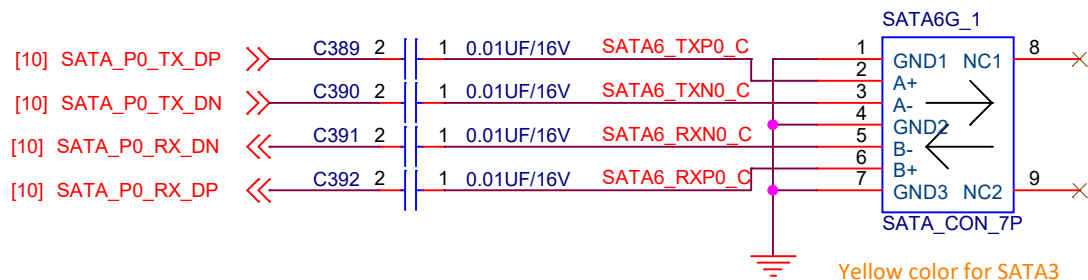 SATA6G_1
[10] SATA_P0_TX_DP C389 2 1 0.01UF/16V SATA6_TXP0_C 1 GND1 NC1 8
2 A+
[10] SATA_P0_TX_DN C390 2 1 0.01UF/16V SATA6_TXN0_C 3 A-
4 GND2
[10] SATA_P0_RX_DN C391 2 1 0.01UF/16V SATA6_RXN0_C 5 B-
6 B+
[10] SATA_P0_RX_DP C392 2 1 0.01UF/16V SATA6_RXP0_C 7 GND3 NC2 9
SATA_CON_7P
Yellow color for SATA3